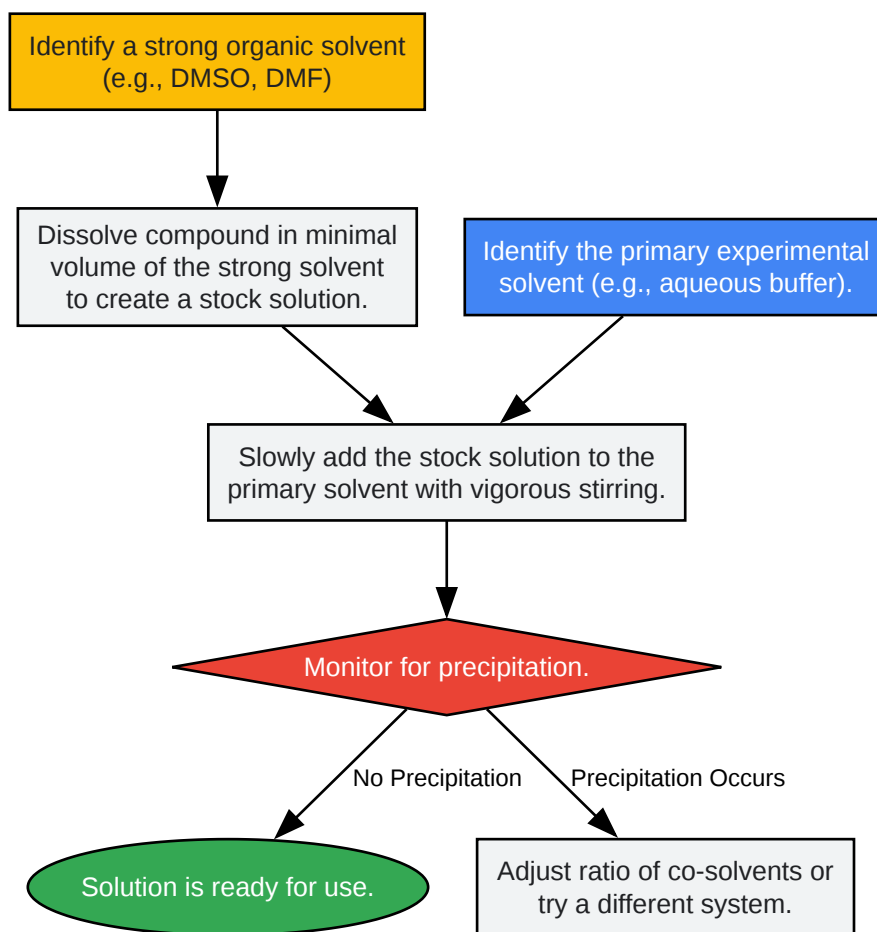 Identify a strong organic solvent
(e.g., DMSO, DMF)
Dissolve compound in minimal
volume of the strong solvent
to create a stock solution.
Identify the primary experimental
solvent (e.g., aqueous buffer).
Slowly add the stock solution to the
primary solvent with vigorous stirring.
Monitor for precipitation.
No Precipitation
Precipitation Occurs
Solution is ready for use.
Adjust ratio of co-solvents or
try a different system.